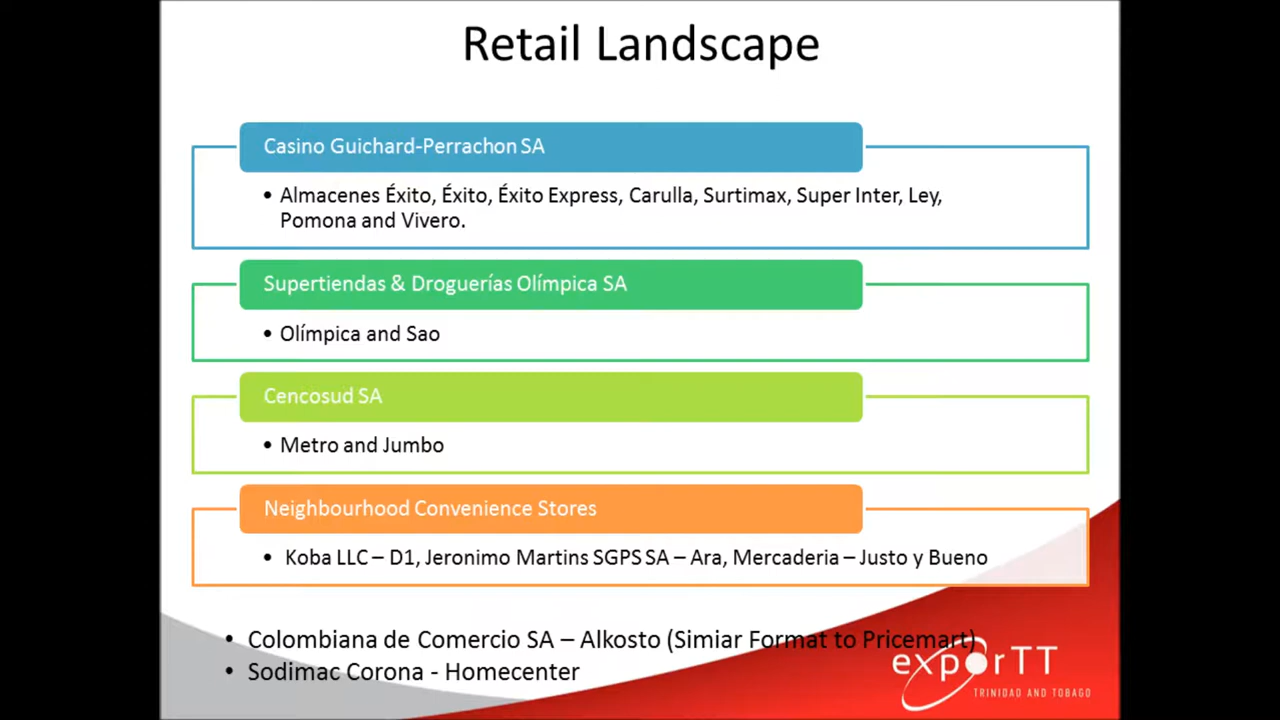 Retail Landscape
Casino Guichard-Perrachon SA
• Almacenes Éxito, Éxito, Éxito Express, Carulla, Surtimax, Super Inter, Ley,
Pomona and Vivero.
Supertiendas & Droguerías Olímpica SA
• Olímpica and Sao
Cencosud SA
• Metro and Jumbo
Neighbourhood Convenience Stores
• Koba LLC – D1, Jeronimo Martins SGPS SA – Ara, Mercaderia – Justo y Bueno
• Colombiana de Comercio SA – Alkosto (Simiar Format to Pricemart)
• Sodimac Corona - Homecenter
exporTT
TRINIDAD AND TOBAGO